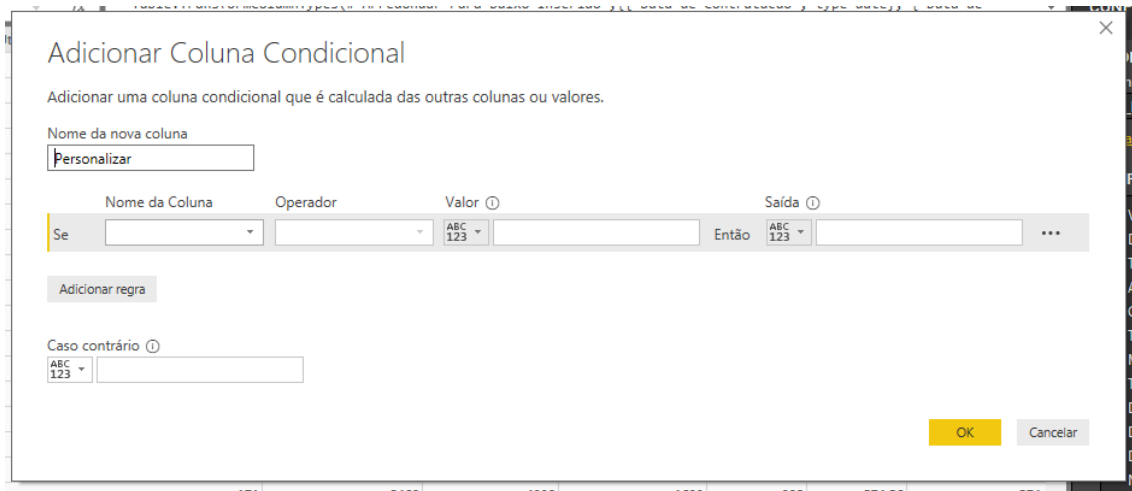 Adicionar Coluna Condicional
Adicionar uma coluna condicional que é calculada das outras colunas ou valores.
Nome da nova coluna
Personalizar
Nome da Coluna Operador Valor Saída
Se ABC 123 Então ABC 123 ...
Adicionar regra
Caso contrário
ABC 123
OK Cancelar